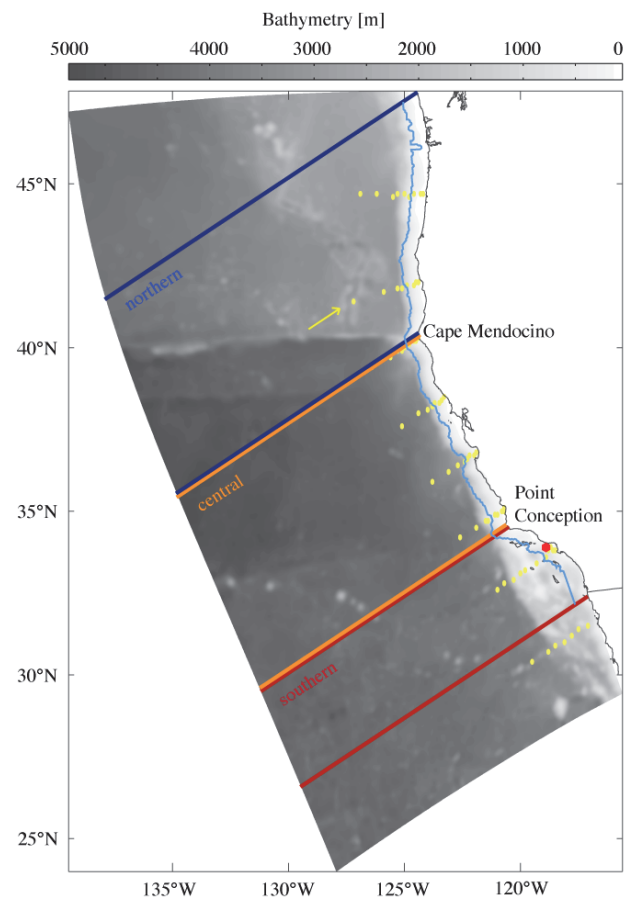 Bathymetry [m]
5000 4000 3000 2000 1000 0
45°N
northern
40°N
Cape Mendocino
central
35°N
Point
Conception
30°N
southern
25°N
135°W 130°W 125°W 120°W